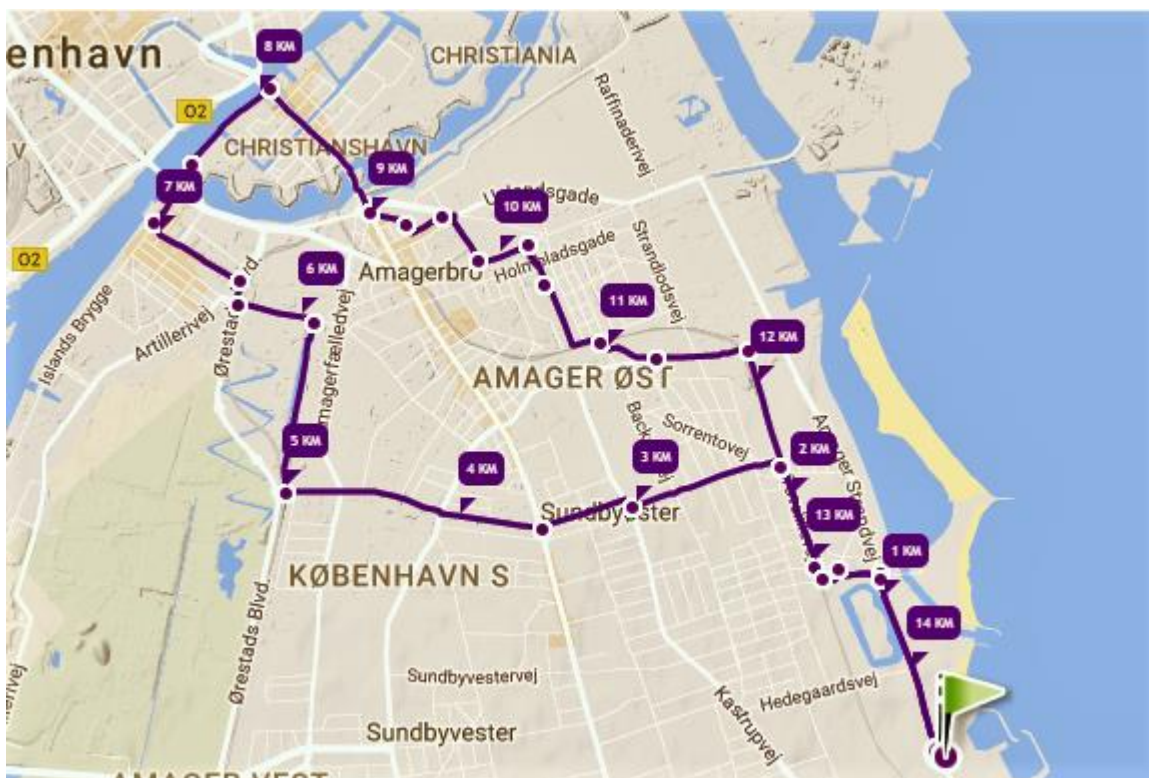 8 KM
enhavn
CHRISTIANIA
O2
Raffinaderivej
V
CHRISTIANSHAVN
7 KM
9 KM
10 KM
O2
6 KM
Amagerbro
Holmbladsgade
Strandlodsvej
Islands Brygge
Artillerivej
11 KM
12 KM
AMAGER ØST
Sorrentovej
5 KM
4 KM
3 KM
2 KM
Sundbyvester
13 KM
1 KM
KØBENHAVN S
Ørestads Blvd.
14 KM
Sundbyvestervej
Hedegaardsvej
Kastrupvej
Sundbyvester
AMAGER VEST